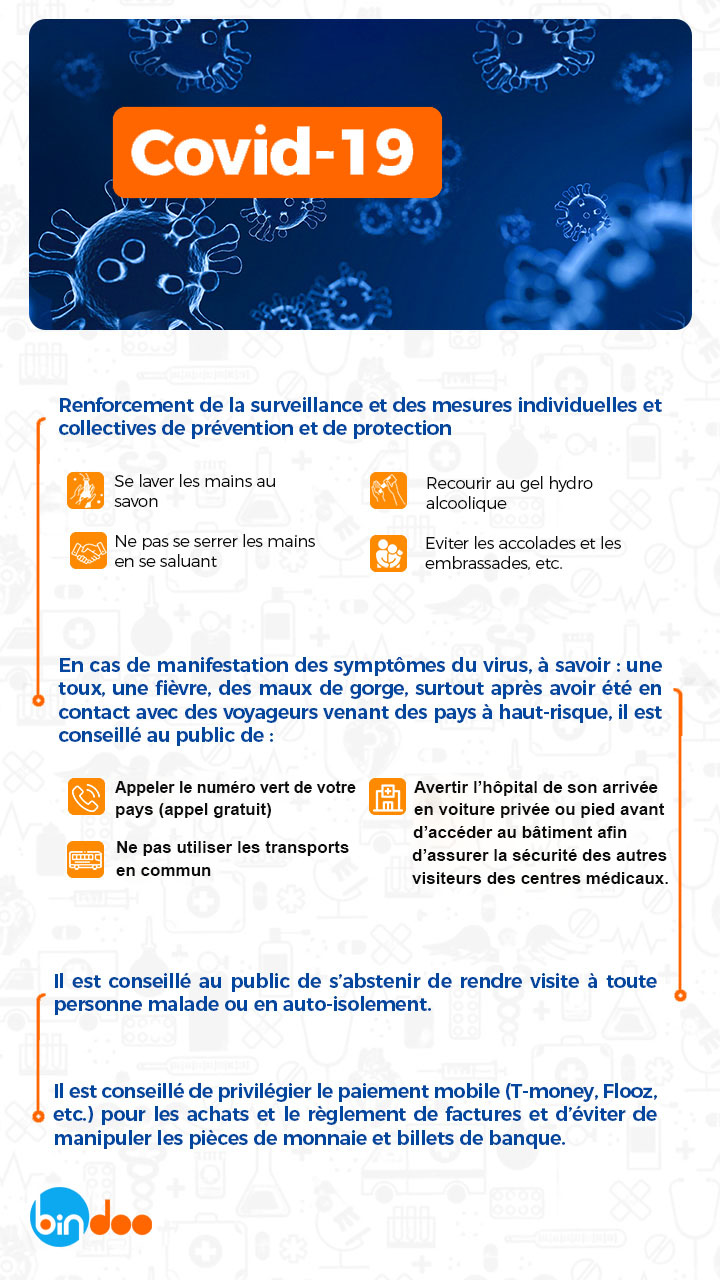 Covid-19
Renforcement de la surveillance et des mesures individuelles et
collectives de prévention et de protection
Se laver les mains au
savon
Recourir au gel hydro
alcoolique
Ne pas se serrer les mains
en se saluant
Eviter les accolades et les
embrassades, etc.
En cas de manifestation des symptômes du virus, à savoir : une
toux, une fièvre, des maux de gorge, surtout après avoir été en
contact avec des voyageurs venant des pays à haut-risque, il est
conseillé au public de :
Appeler le numéro vert de votre
pays (appel gratuit)
Ne pas utiliser les transports
en commun
Avertir l’hôpital de son arrivée
en voiture privée ou pied avant
d’accéder au bâtiment afin
d’assurer la sécurité des autres
visiteurs des centres médicaux.
Il est conseillé au public de s’abstenir de rendre visite à toute
personne malade ou en auto-isolement.
Il est conseillé de privilégier le paiement mobile (T-money, Flooz,
etc.) pour les achats et le règlement de factures et d’éviter de
manipuler les pièces de monnaie et billets de banque.
bindoo